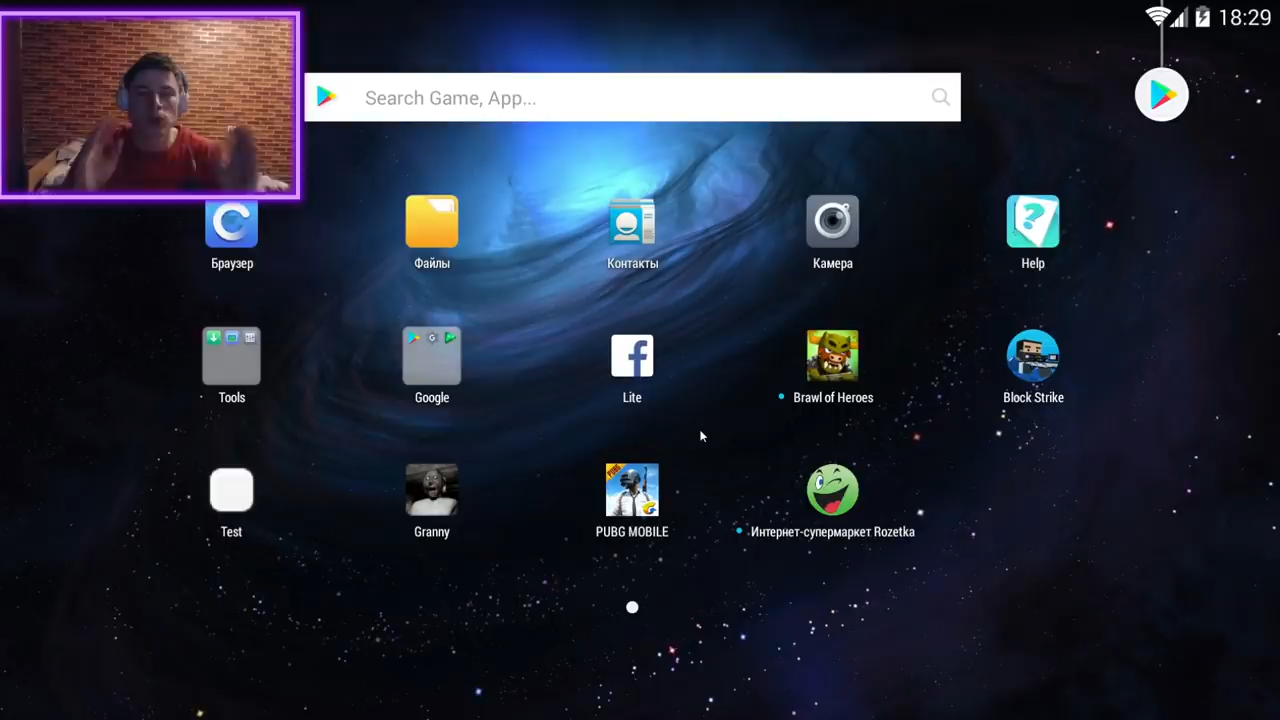 18:29
Search Game, App...
Браузер
Файлы
Контакты
Камера
Help
Tools
Google
Lite
Brawl of Heroes
Block Strike
Test
Granny
PUBG MOBILE
Интернет-супермаркет Rozetka